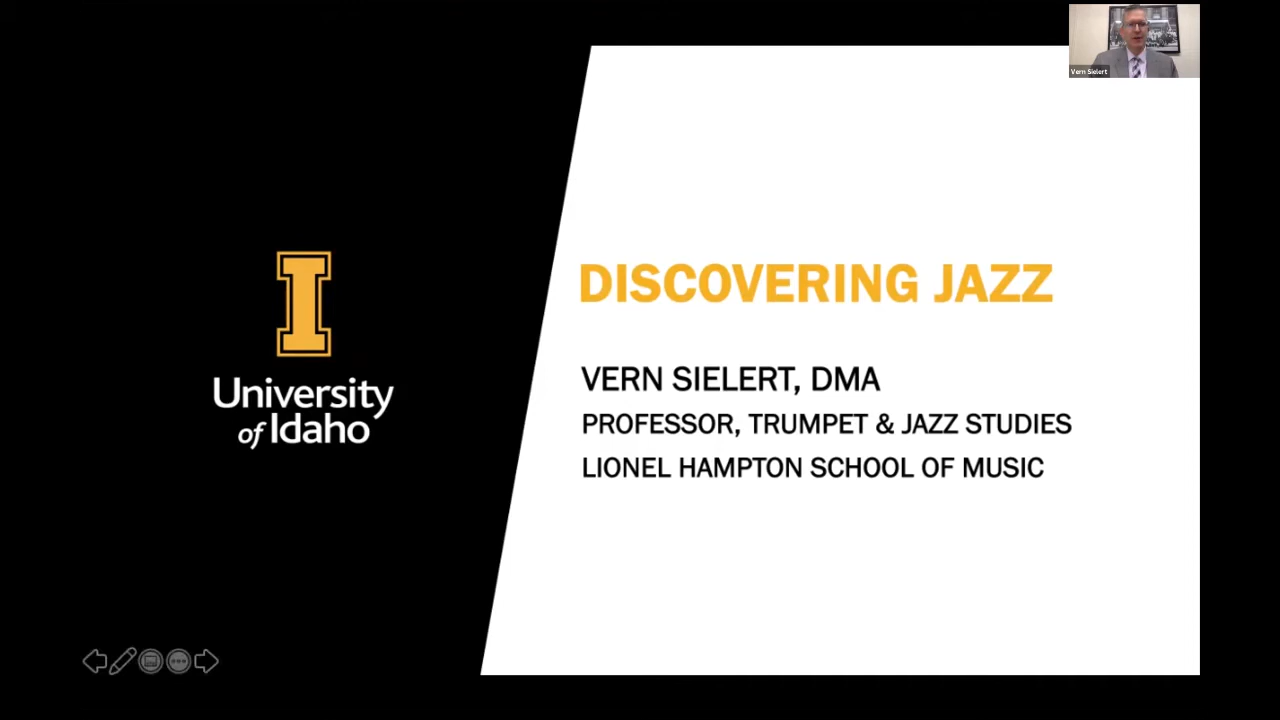 Vern Sielert
DISCOVERING JAZZ
VERN SIELERT, DMA
PROFESSOR, TRUMPET & JAZZ STUDIES
LIONEL HAMPTON SCHOOL OF MUSIC
I
University
of Idaho